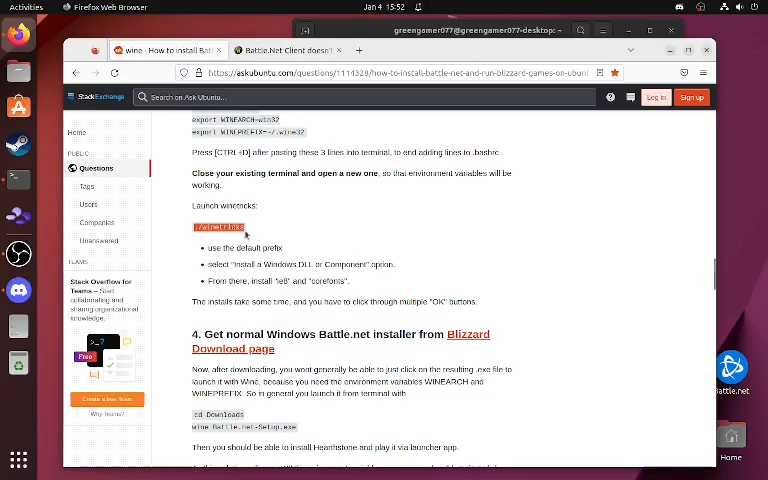 Activities
Firefox Web Browser
Jan 4 15:52
greengamer077@greengamer077-desktop: ~
wine - How to install Batt
Battle.Net Client doesn't
https://askubuntu.com/questions/1114328/how-to-install-battle-net-and-run-blizzard-games-on-ubun
StackExchange
Search on Ask Ubuntu...
Log in
Sign up
Home
PUBLIC
Questions
Tags
Users
Companies
Unanswered
TEAMS
Stack Overflow for
Teams – Start
collaborating and
sharing organizational
knowledge.
>_?
Free
Create a free Team
Why Teams?
export WINEARCH=win32
export WINEPREFIX=~/.wine32
Press [CTRL+D] after pasting these 3 lines into terminal, to end adding lines to .bashrc .
Close your existing terminal and open a new one, so that environment variables will be
working.
Launch winetricks:
./winetricks
• use the default prefix
• select "Install a Windows DLL or Component" option.
• From there, install "ie8" and "corefonts".
The installs take some time, and you have to click through multiple "OK" buttons.
4. Get normal Windows Battle.net installer from Blizzard
Download page
Now, after downloading, you wont generally be able to just click on the resulting .exe file to
launch it with Wine, because you need the environment variables WINEARCH and
WINEPREFIX. So in general you launch it from terminal with
cd Downloads
wine Battle.net-Setup.exe
Then you should be able to install Hearthstone and play it via launcher app.
Battle.net
Home